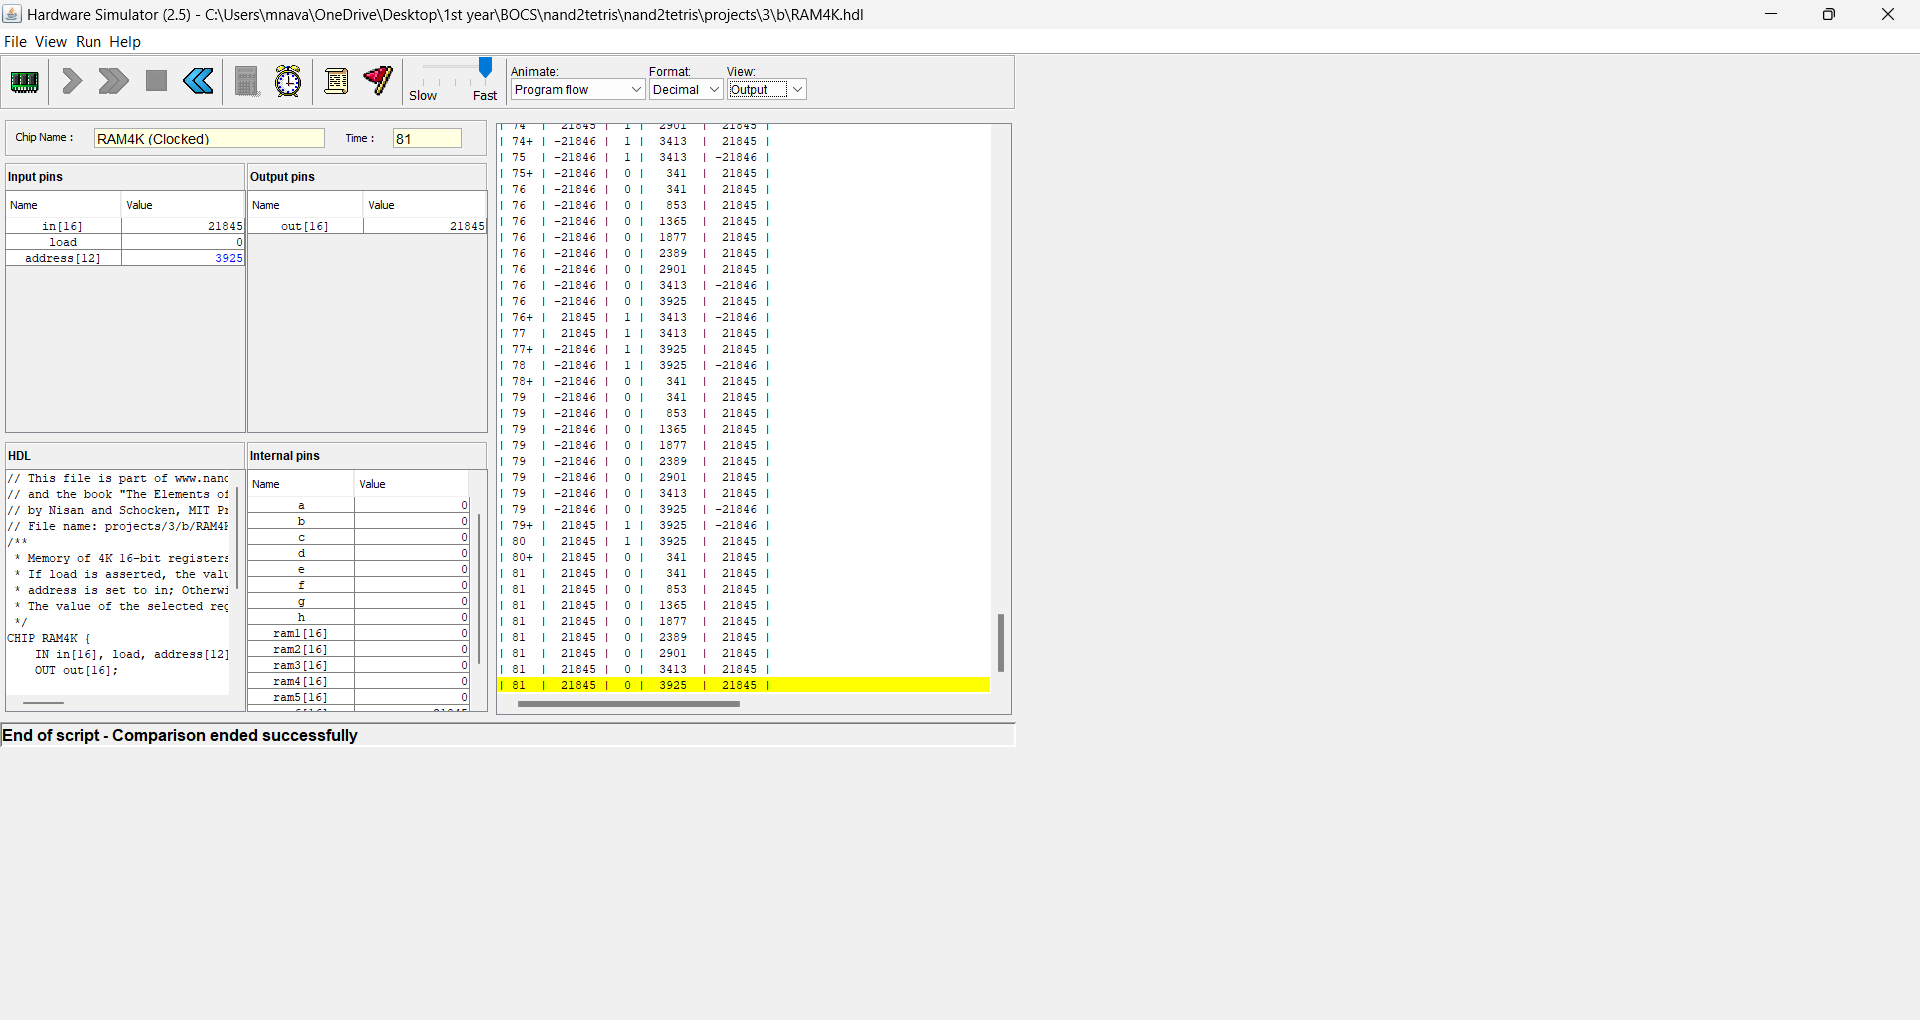 Hardware Simulator (2.5) - C:\Users\mnava\OneDrive\Desktop\1st year\BOCS\nand2tetris\nand2tetris\projects\3\b\RAM4K.hdl
File View Run Help
Animate: Format: View:
Slow Fast Program flow Decimal Output
Chip Name : RAM4K (Clocked) Time : 81
Input pins Output pins
Name Value Name Value
in[16] 21845 out[16] 21845
load 0
address[12] 3925
HDL Internal pins
// This file is part of www.nanc
// and the book "The Elements of
// by Nisan and Schocken, MIT Pr
// File name: projects/3/b/RAM4K
/**
* Memory of 4K 16-bit registers
* If load is asserted, the valu
* address is set to in; Otherwi
* The value of the selected reg
*/
CHIP RAM4K {
IN in[16], load, address[12]
OUT out[16];
Name Value
a 0
b 0
c 0
d 0
e 0
f 0
g 0
h 0
ram1[16] 0
ram2[16] 0
ram3[16] 0
ram4[16] 0
ram5[16] 0
| 74 | 21845 | 1 | 2901 | 21845 |
| 74+ | -21846 | 1 | 3413 | 21845 |
| 75 | -21846 | 1 | 3413 | -21846 |
| 75+ | -21846 | 0 | 341 | 21845 |
| 76 | -21846 | 0 | 341 | 21845 |
| 76 | -21846 | 0 | 853 | 21845 |
| 76 | -21846 | 0 | 1365 | 21845 |
| 76 | -21846 | 0 | 1877 | 21845 |
| 76 | -21846 | 0 | 2389 | 21845 |
| 76 | -21846 | 0 | 2901 | 21845 |
| 76 | -21846 | 0 | 3413 | -21846 |
| 76 | -21846 | 0 | 3925 | 21845 |
| 76+ | 21845 | 1 | 3413 | -21846 |
| 77 | 21845 | 1 | 3413 | 21845 |
| 77+ | -21846 | 1 | 3925 | 21845 |
| 78 | -21846 | 1 | 3925 | -21846 |
| 78+ | -21846 | 0 | 341 | 21845 |
| 79 | -21846 | 0 | 341 | 21845 |
| 79 | -21846 | 0 | 853 | 21845 |
| 79 | -21846 | 0 | 1365 | 21845 |
| 79 | -21846 | 0 | 1877 | 21845 |
| 79 | -21846 | 0 | 2389 | 21845 |
| 79 | -21846 | 0 | 2901 | 21845 |
| 79 | -21846 | 0 | 3413 | 21845 |
| 79 | -21846 | 0 | 3925 | -21846 |
| 79+ | 21845 | 1 | 3925 | -21846 |
| 80 | 21845 | 1 | 3925 | 21845 |
| 80+ | 21845 | 0 | 341 | 21845 |
| 81 | 21845 | 0 | 341 | 21845 |
| 81 | 21845 | 0 | 853 | 21845 |
| 81 | 21845 | 0 | 1365 | 21845 |
| 81 | 21845 | 0 | 1877 | 21845 |
| 81 | 21845 | 0 | 2389 | 21845 |
| 81 | 21845 | 0 | 2901 | 21845 |
| 81 | 21845 | 0 | 3413 | 21845 |
| 81 | 21845 | 0 | 3925 | 21845 |
End of script - Comparison ended successfully